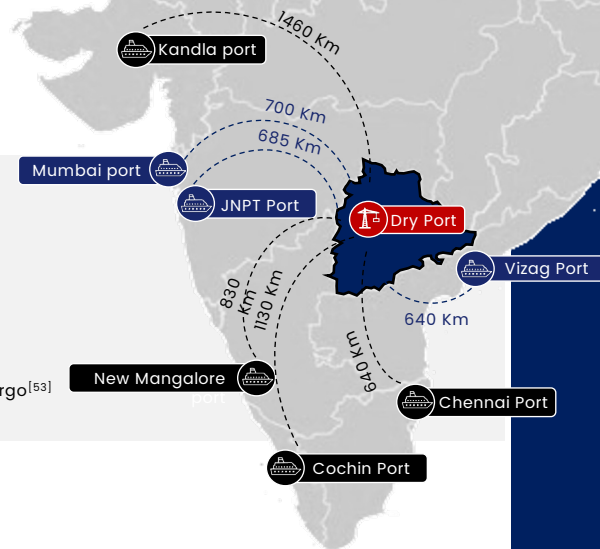 1460 Km
Kandla port
700 Km
685 Km
Mumbai port
JNPT Port
Dry Port
Vizag Port
830
km
1130 Km
640 Km
640 Km
rgo[53]
New Mangalore
port
Chennai Port
Cochin Port